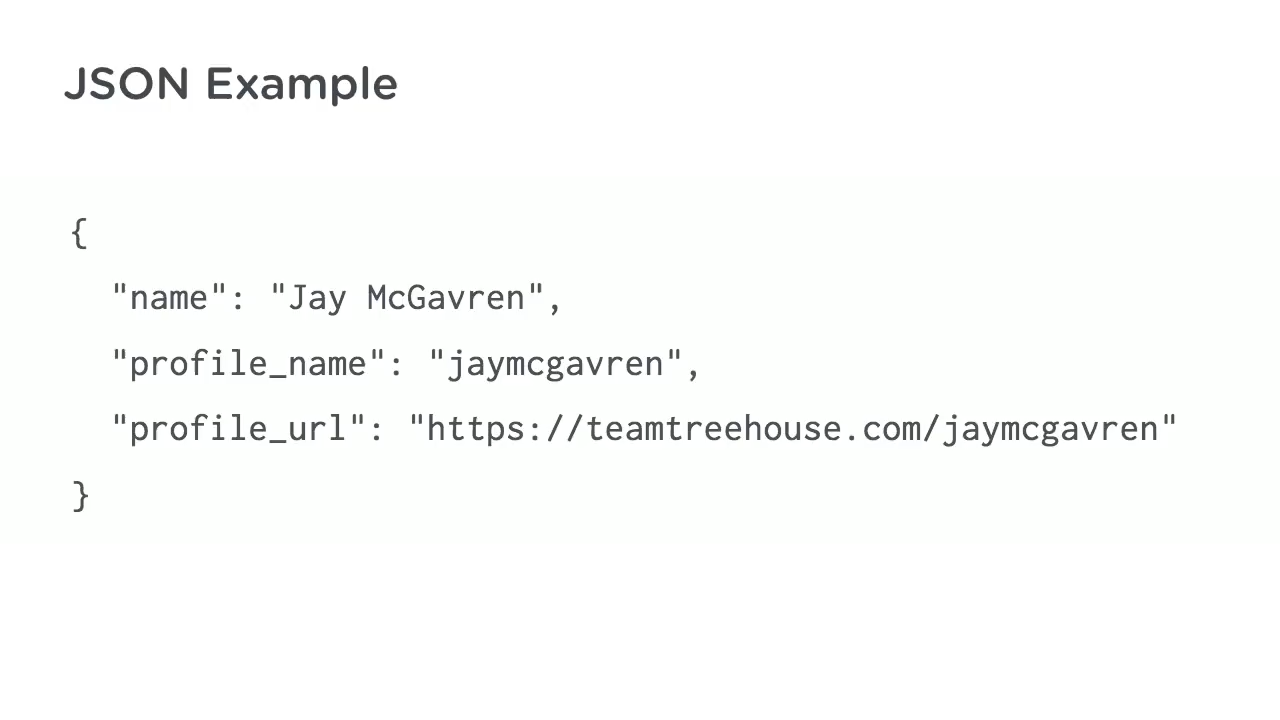 JSON Example
{
"name": "Jay McGavren",
"profile_name": "jaymcgavren",
"profile_url": "https://teamtreehouse.com/jaymcgavren"
}